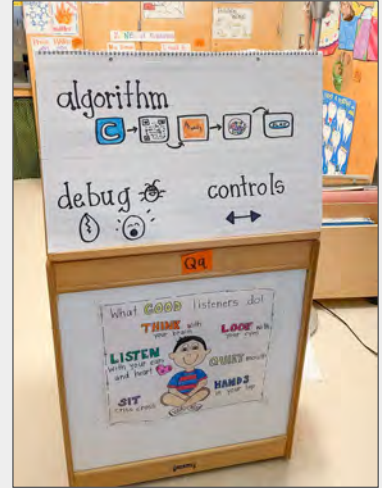 algorithm
C
debug
controls
Qq
What GOOD listeners do!
THINK with
your brain
LOOK with
your eyes
LISTEN
with your ears
and heart
QUIET mouth
HANDS
in your lap
SIT
criss cross